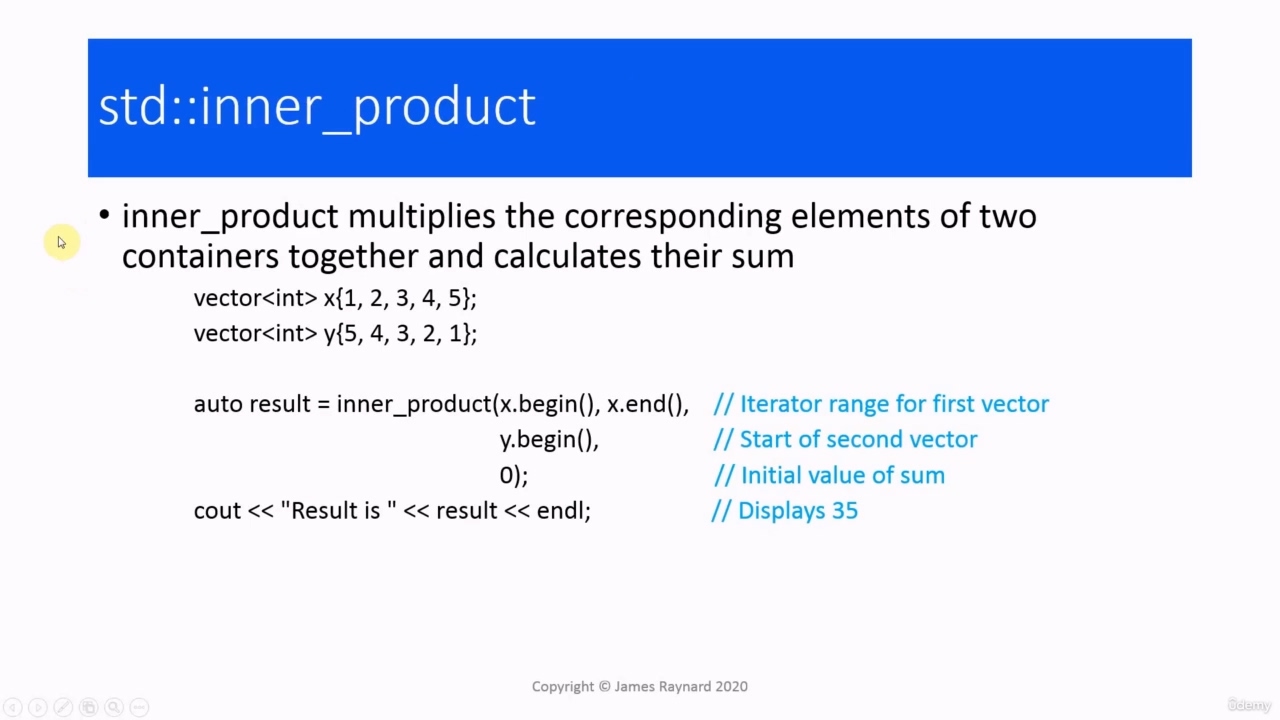 std::inner_product
• inner_product multiplies the corresponding elements of two
containers together and calculates their sum
vector<int> x{1, 2, 3, 4, 5};
vector<int> y{5, 4, 3, 2, 1};
auto result = inner_product(x.begin(), x.end(), // Iterator range for first vector
y.begin(), // Start of second vector
0); // Initial value of sum
cout << "Result is " << result << endl; // Displays 35
Copyright © James Raynard 2020
ûdemy